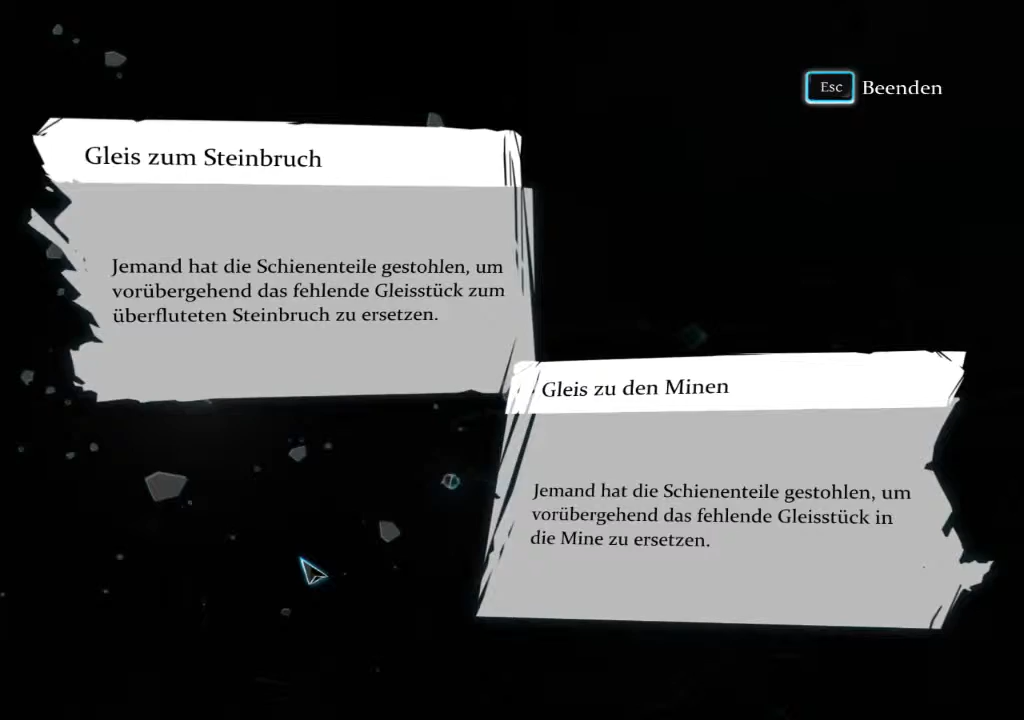 Esc Beenden
Gleis zum Steinbruch
Jemand hat die Schienenteile gestohlen, um
vorübergehend das fehlende Gleisstück zum
überfluteten Steinbruch zu ersetzen.
Gleis zu den Minen
Jemand hat die Schienenteile gestohlen, um
vorübergehend das fehlende Gleisstück in
die Mine zu ersetzen.